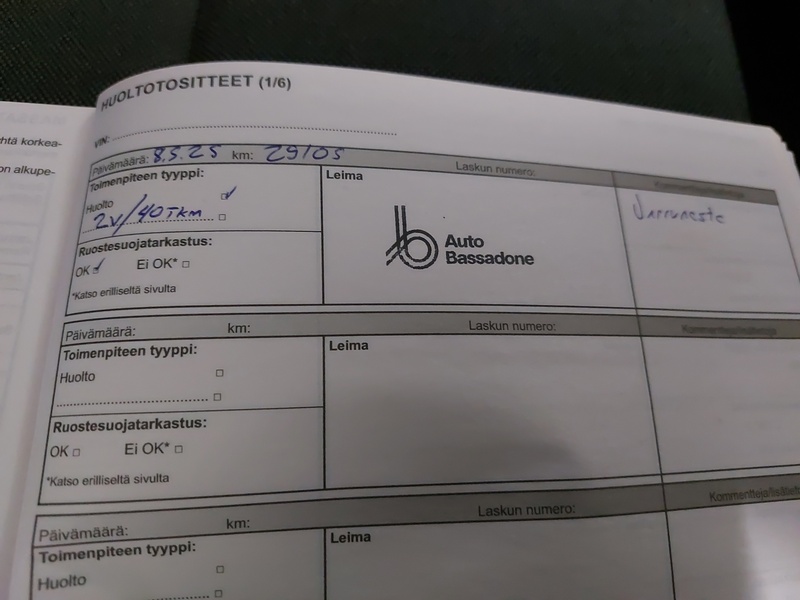 htä korkea-
on alkupe-
HUOLTOTOSITTEET (1/6)
VIN:
Päivämäärä: 8.5.25 km: 29105 Laskun numero:
Toimenpiteen tyyppi:
Huolto
2V/40Tkm
Ruostesuojatarkastus:
OK Ei OK*
*Katso erilliseltä sivulta
Leima
Auto
Bassadone
Jarruneste
Päivämäärä: km: Laskun numero:
Toimenpiteen tyyppi:
Huolto
Ruostesuojatarkastus:
OK Ei OK*
*Katso erilliseltä sivulta
Leima
Päivämäärä: km: Laskun numero:
Toimenpiteen tyyppi:
Huolto
Leima